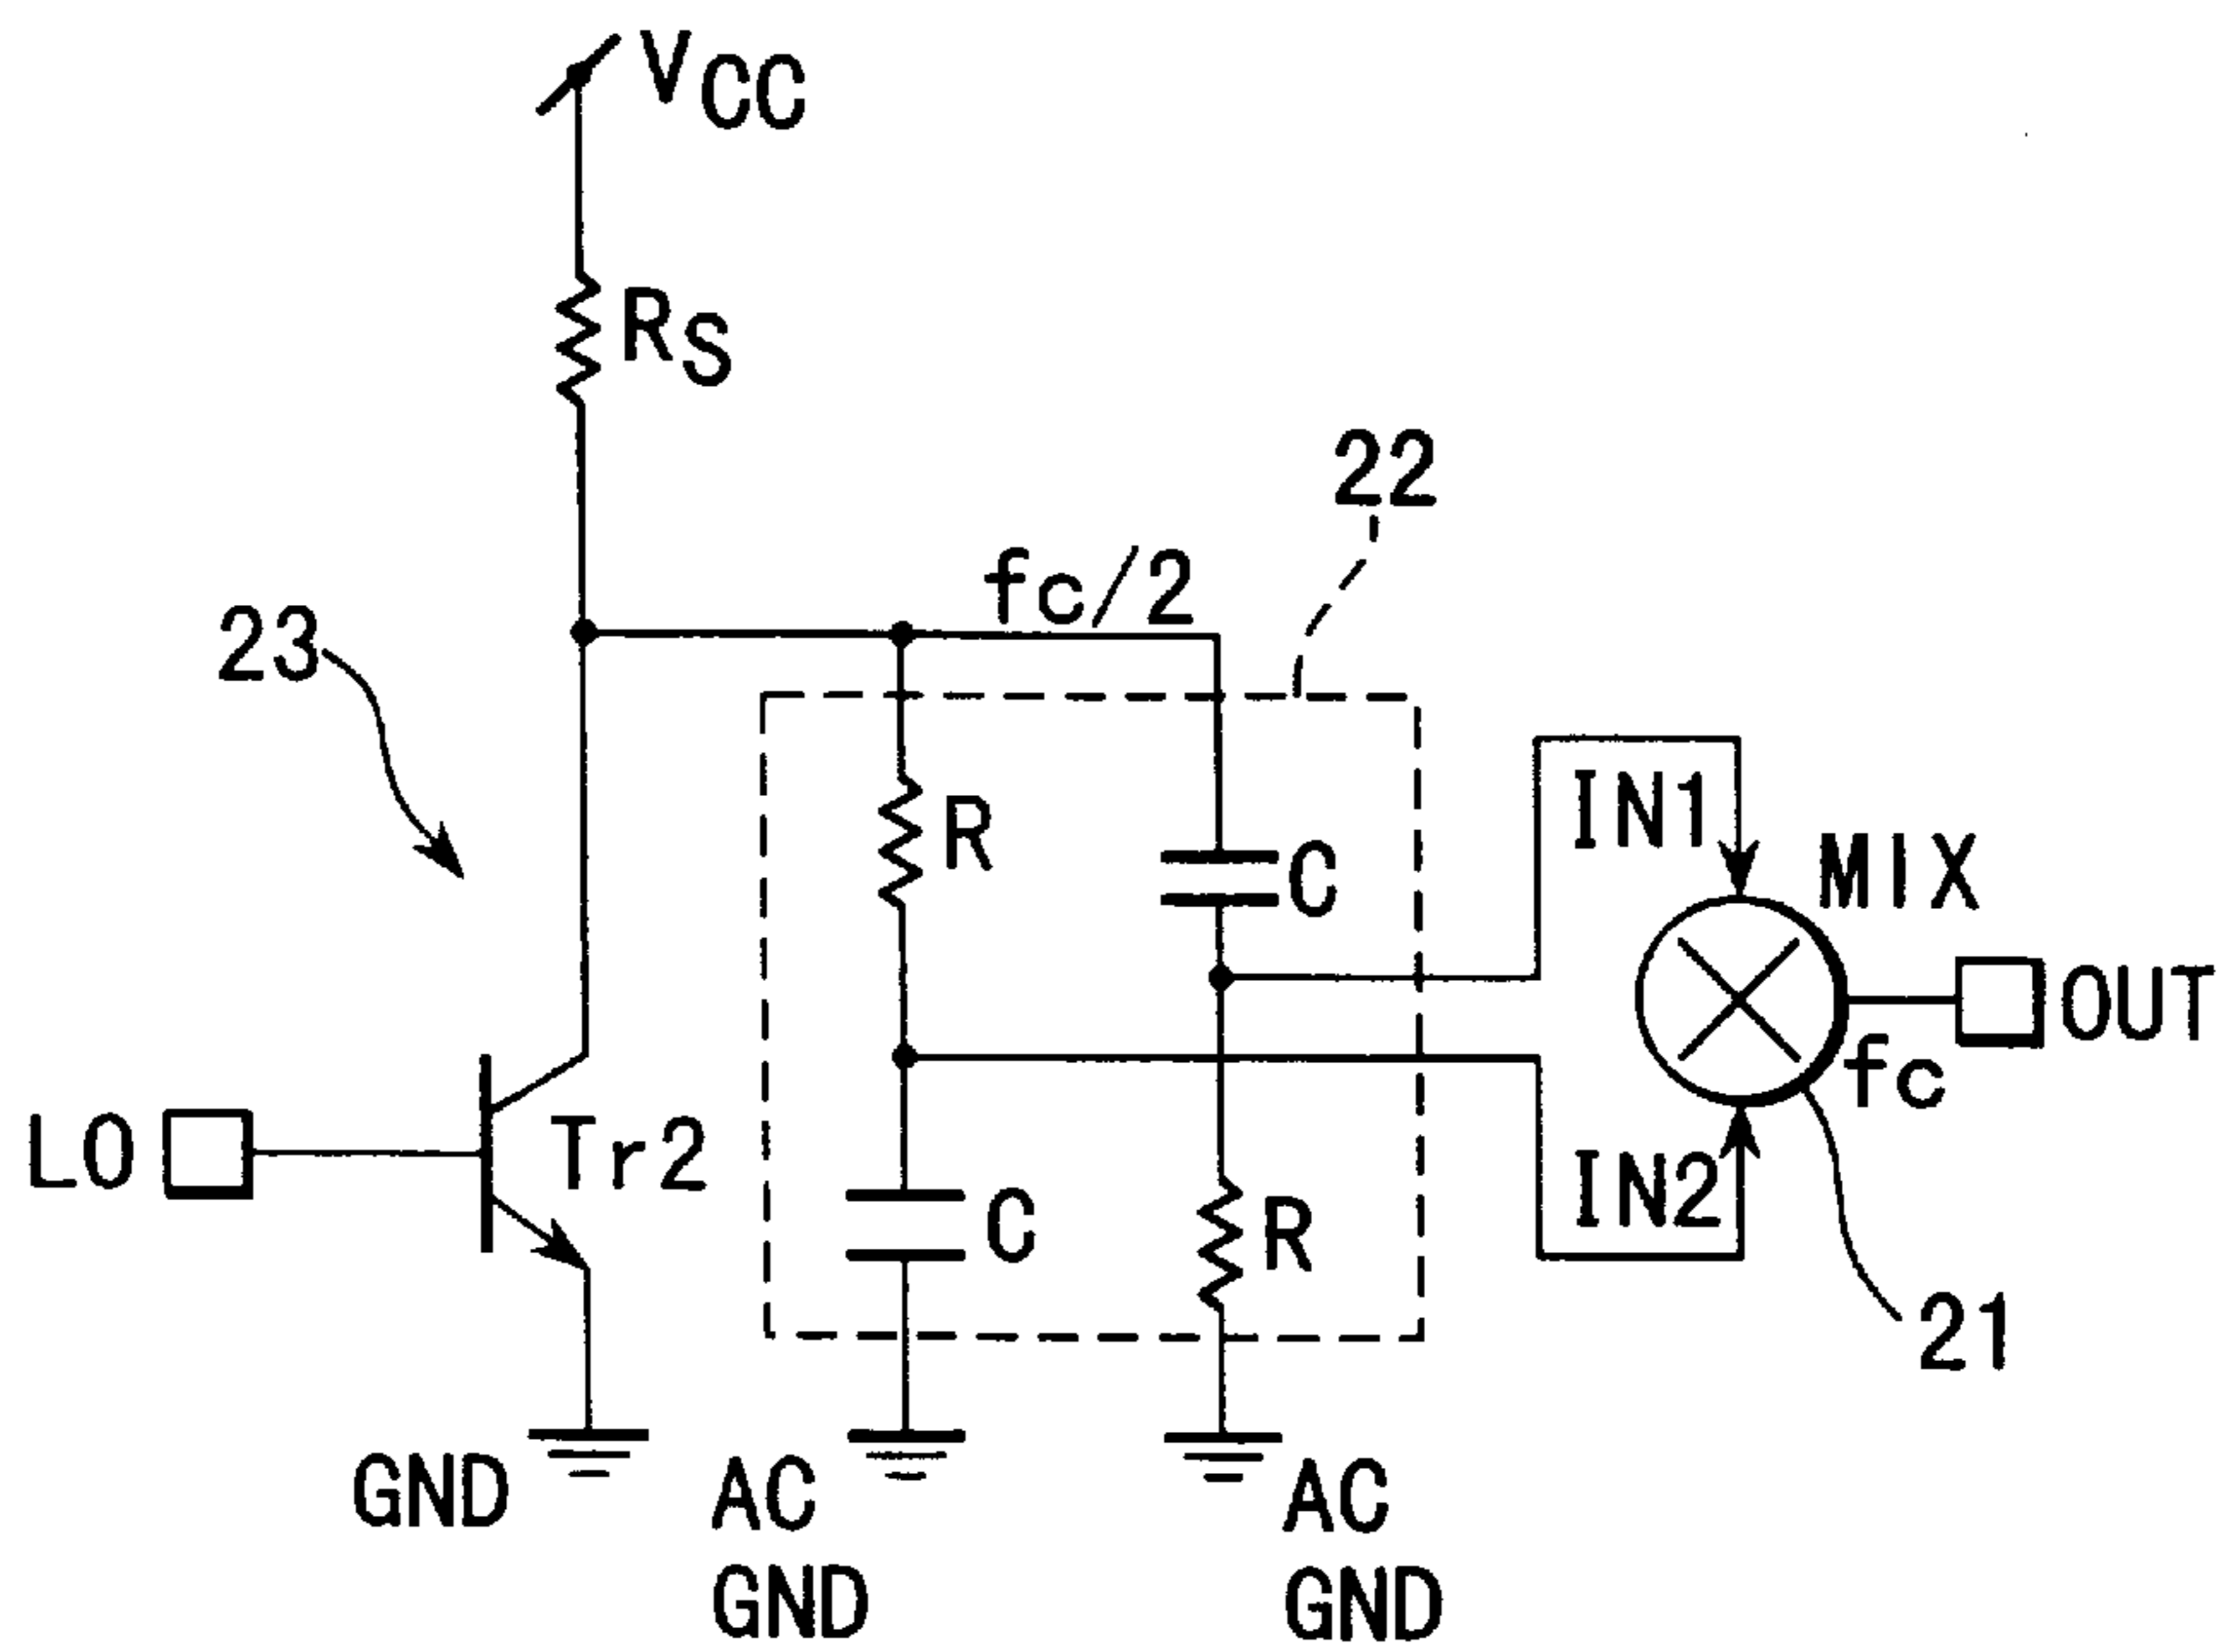 VCC
RS
22
fc/2
23
IN1
R
C
MIX
OUT
fc
LO
Tr2
IN2
C
R
21
GND
AC
GND
AC
GND